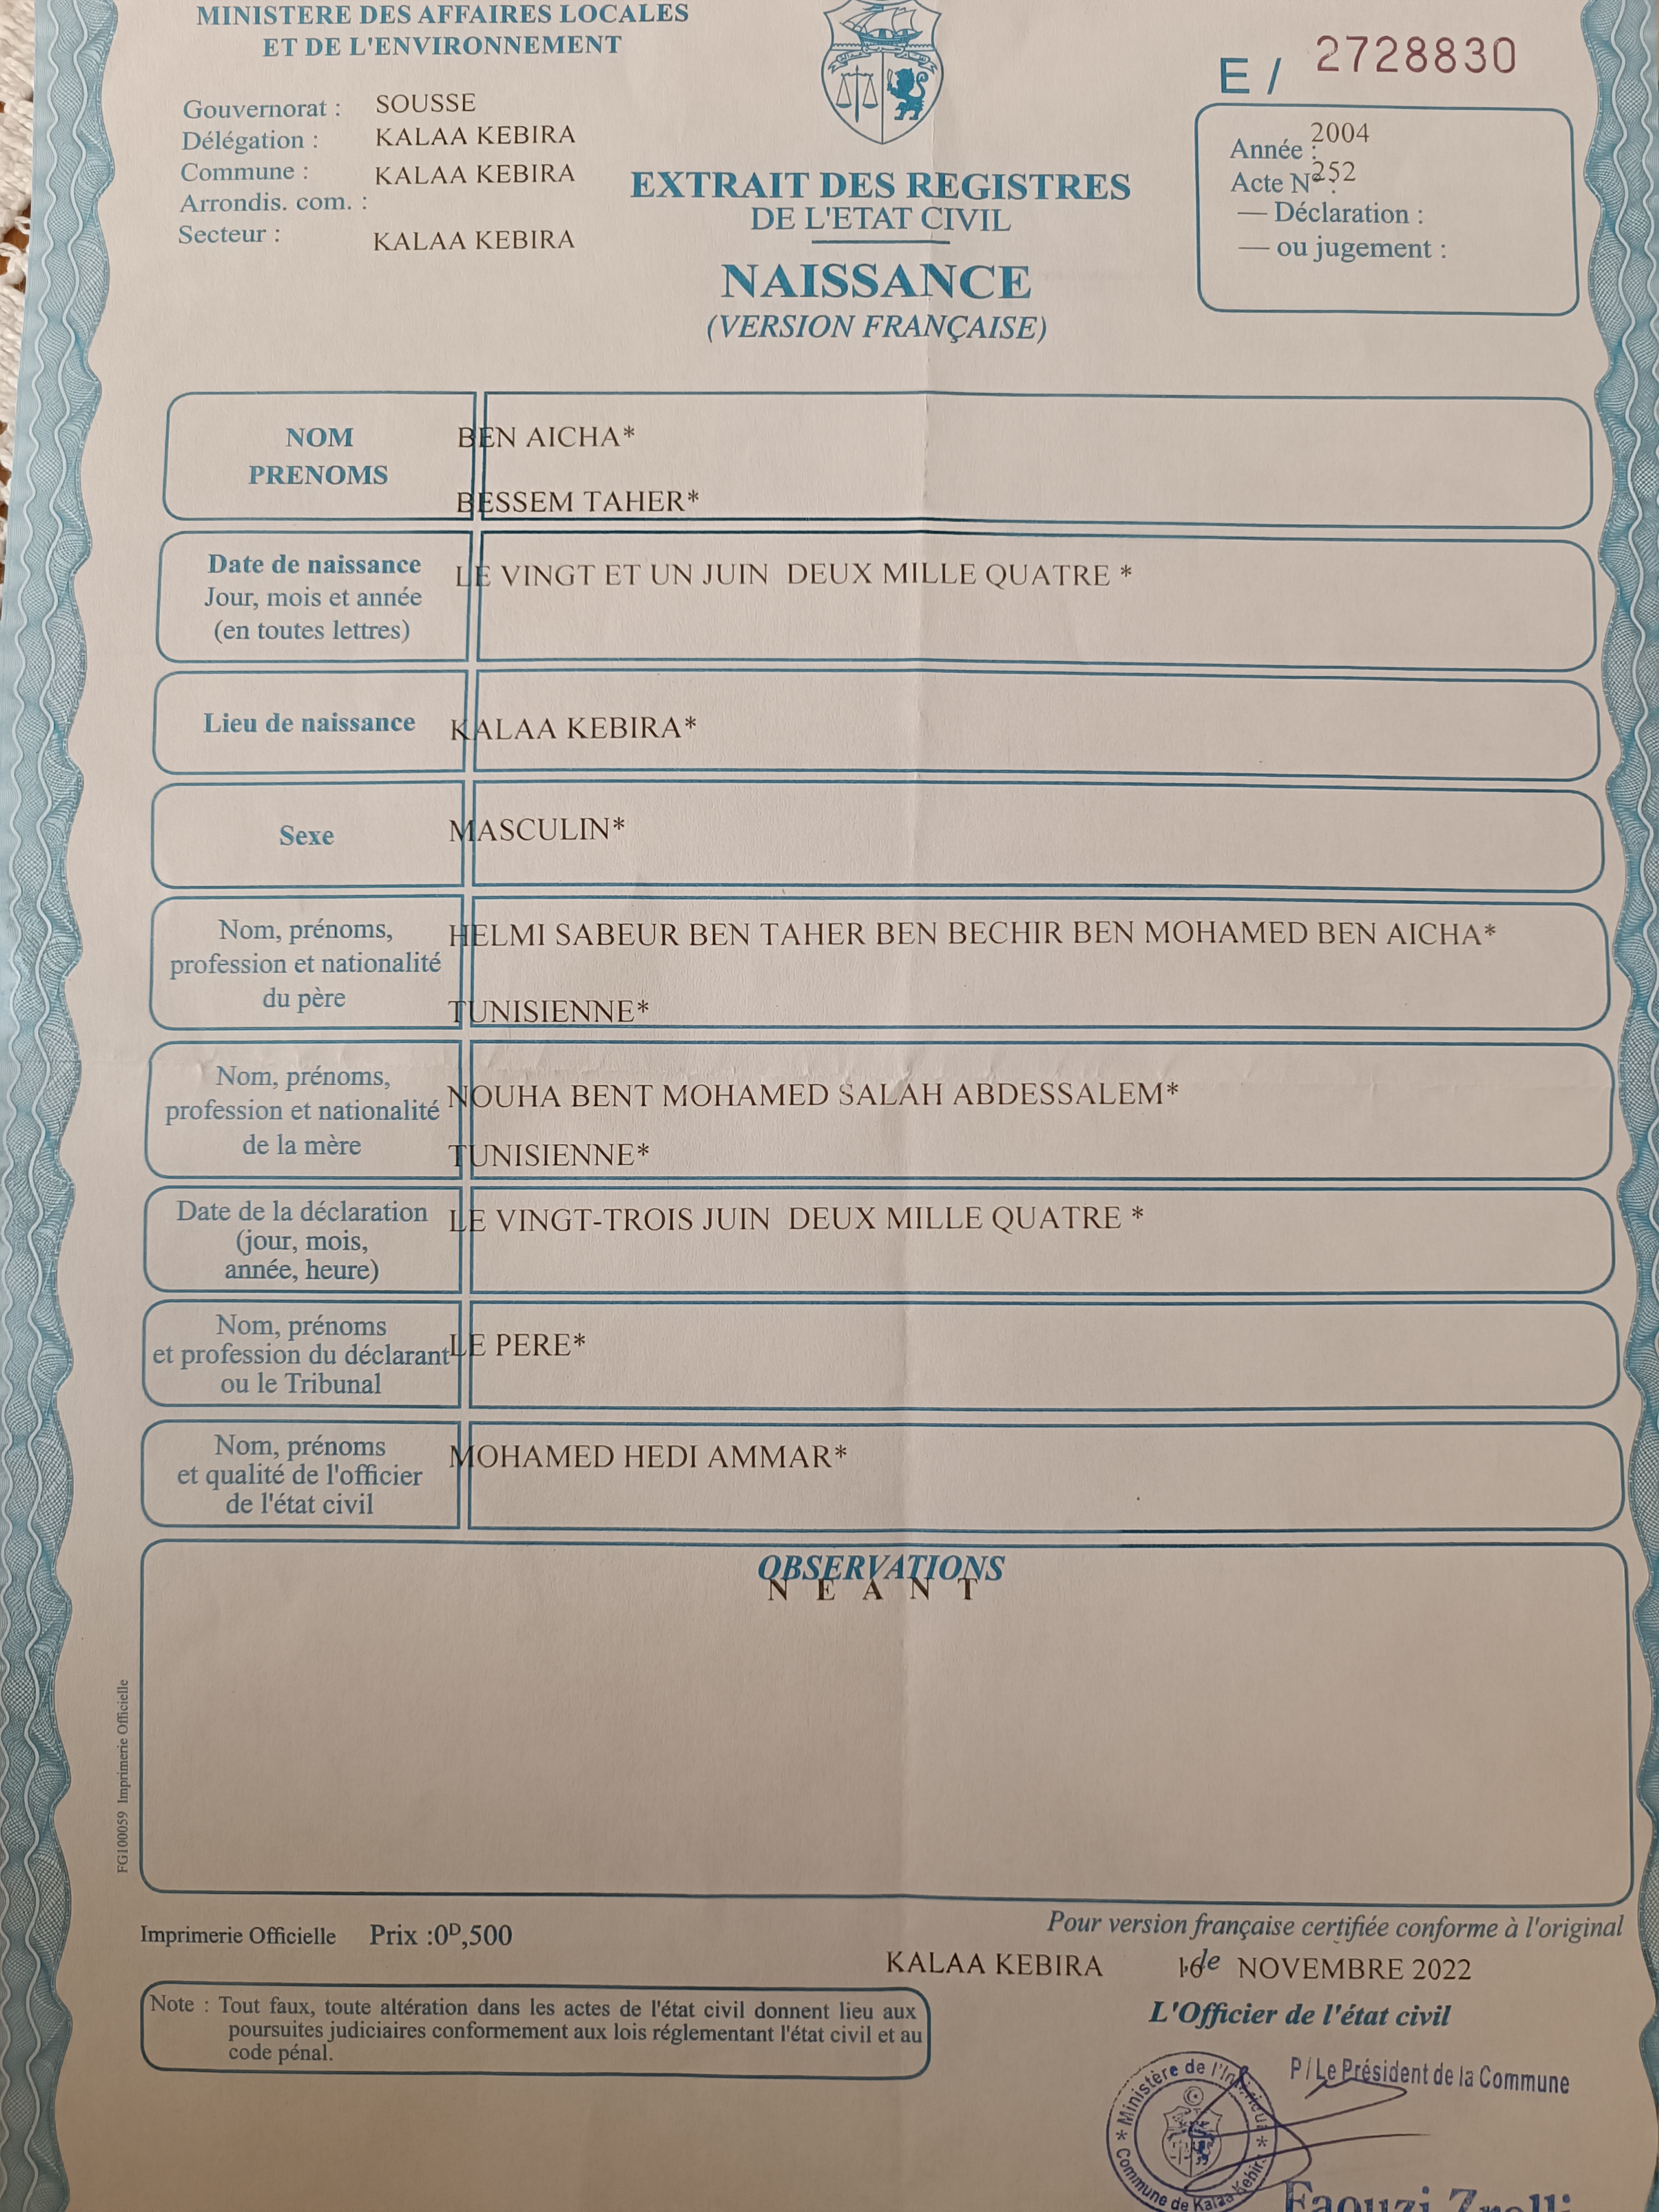 MINISTERE DES AFFAIRES LOCALES
ET DE L'ENVIRONNEMENT
E / 2728830
Gouvernorat : SOUSSE
Délégation : KALAA KEBIRA
Commune : KALAA KEBIRA
Arrondis. com. :
Secteur : KALAA KEBIRA
EXTRAIT DES REGISTRES
DE L'ETAT CIVIL
NAISSANCE
(VERSION FRANÇAISE)
Année : 2004
Acte N° : 252
— Déclaration :
— ou jugement :
NOM
PRENOMS
BEN AICHA*
BESSEM TAHER*
Date de naissance
Jour, mois et année
(en toutes lettres)
LE VINGT ET UN JUIN DEUX MILLE QUATRE *
Lieu de naissance
KALAA KEBIRA*
Sexe
MASCULIN*
Nom, prénoms,
profession et nationalité
du père
HELMI SABEUR BEN TAHER BEN BECHIR BEN MOHAMED BEN AICHA*
TUNISIENNE*
Nom, prénoms,
profession et nationalité
de la mère
NOUHA BENT MOHAMED SALAH ABDESSALEM*
TUNISIENNE*
Date de la déclaration
(jour, mois,
année, heure)
LE VINGT-TROIS JUIN DEUX MILLE QUATRE *
Nom, prénoms
et profession du déclarant
ou le Tribunal
LE PERE*
Nom, prénoms
et qualité de l'officier
de l'état civil
MOHAMED HEDI AMMAR*
OBSERVATIONS
N E A N T
FG100059 Imprimerie Officielle
Imprimerie Officielle Prix :0D,500
Pour version française certifiée conforme à l'original
KALAA KEBIRA le 16 NOVEMBRE 2022
L'Officier de l'état civil
Note : Tout faux, toute altération dans les actes de l'état civil donnent lieu aux
poursuites judiciaires conformement aux lois réglementant l'état civil et au
code pénal.
P/Le Président de la Commune
* Ministère de l'Intérieur *
Commune de Kalaa Kebira
Faouzi Zrelli